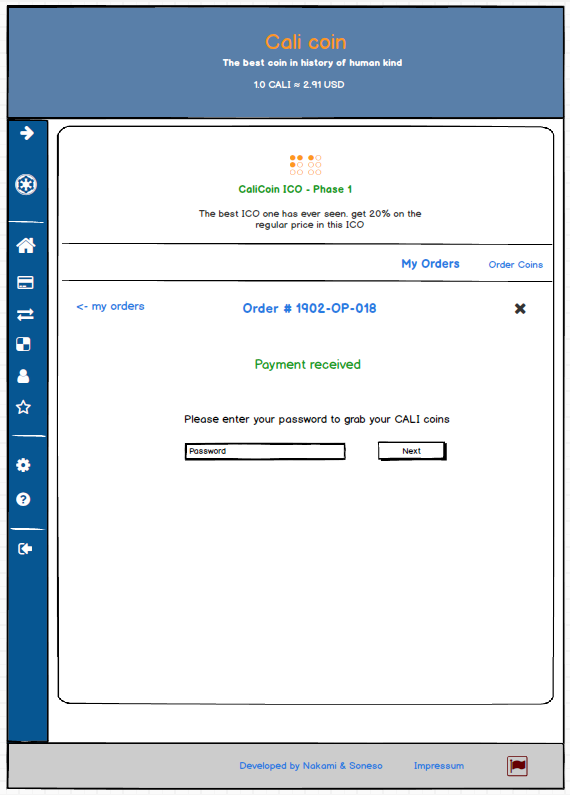 Cali coin
The best coin in history of human kind
1.0 CALI ≈ 2.91 USD
CaliCoin ICO - Phase 1
The best ICO one has ever seen. get 20% on the
regular price in this ICO
My Orders
Order Coins
<- my orders
Order # 1902-OP-018
Payment received
Please enter your password to grab your CALI coins
Password
Next
Developed by Nakami & Soneso
Impressum